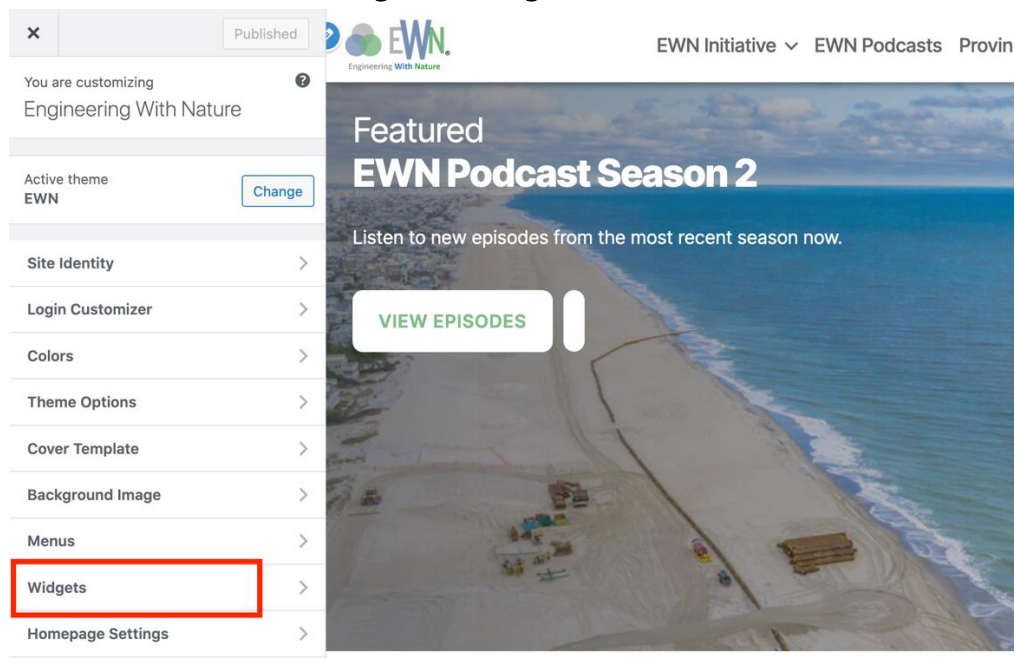 Published
You are customizing
Engineering With Nature
Active theme
EWN
Change
Site Identity
Login Customizer
Colors
Theme Options
Cover Template
Background Image
Menus
Widgets
Homepage Settings
EWN.
Engineering With Nature
EWN Initiative EWN Podcasts Provin
Featured
EWN Podcast Season 2
Listen to new episodes from the most recent season now.
VIEW EPISODES